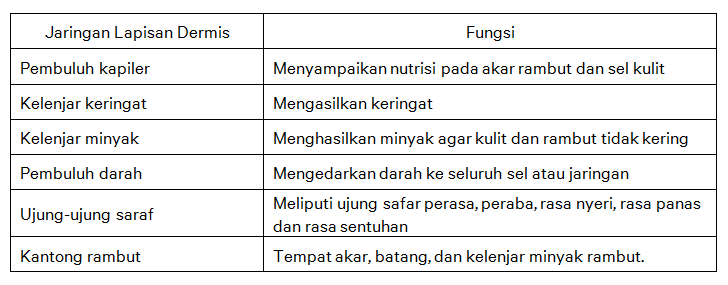 Jaringan Lapisan Dermis Fungsi
Pembuluh kapiler Menyampaikan nutrisi pada akar rambut dan sel kulit
Kelenjar keringat Mengasilkan keringat
Kelenjar minyak Menghasilkan minyak agar kulit dan rambut tidak kering
Pembuluh darah Mengedarkan darah ke seluruh sel atau jaringan
Ujung-ujung saraf Meliputi ujung safar perasa, peraba, rasa nyeri, rasa panas
dan rasa sentuhan
Kantong rambut Tempat akar, batang, dan kelenjar minyak rambut.